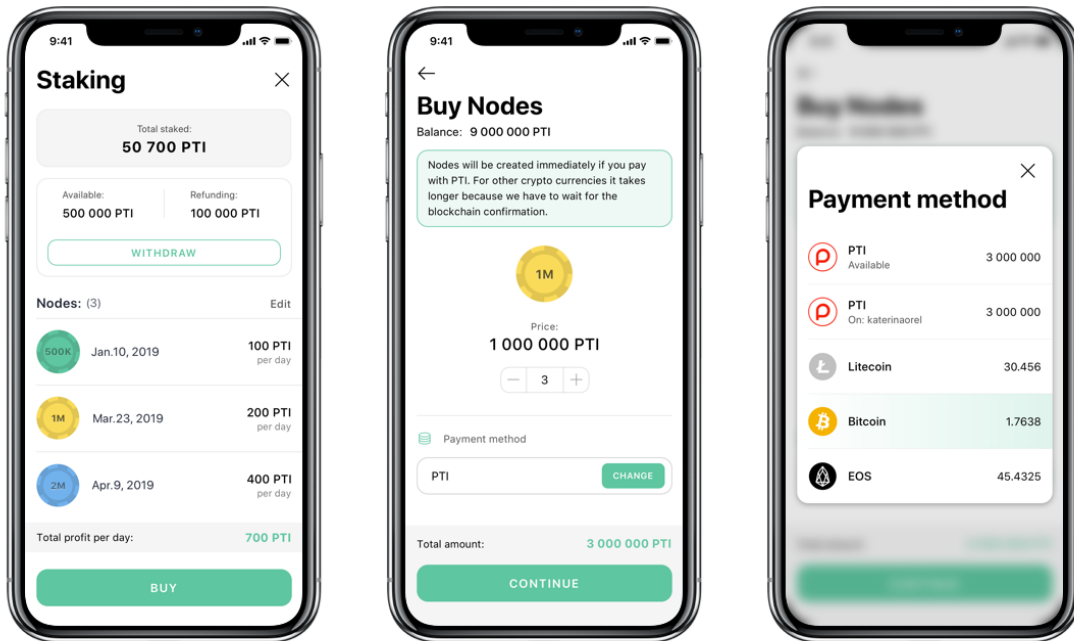 9:41
Staking
Total staked:
50 700 PTI
Available:
500 000 PTI
Refunding:
100 000 PTI
WITHDRAW
Nodes: (3)
Edit
500K
Jan.10, 2019
100 PTI
per day
1M
Mar.23, 2019
200 PTI
per day
2M
Apr.9, 2019
400 PTI
per day
Total profit per day:
700 PTI
BUY
9:41
Buy Nodes
Balance: 9 000 000 PTI
Nodes will be created immediately if you pay
with PTI. For other crypto currencies it takes
longer because we have to wait for the
blockchain confirmation.
1M
Price:
1 000 000 PTI
3
Payment method
PTI
CHANGE
Total amount:
3 000 000 PTI
CONTINUE
Buy Nodes
Payment method
PTI
Available
3 000 000
PTI
On: katerinaorel
3 000 000
Litecoin
30.456
Bitcoin
1.7638
EOS
45.4325